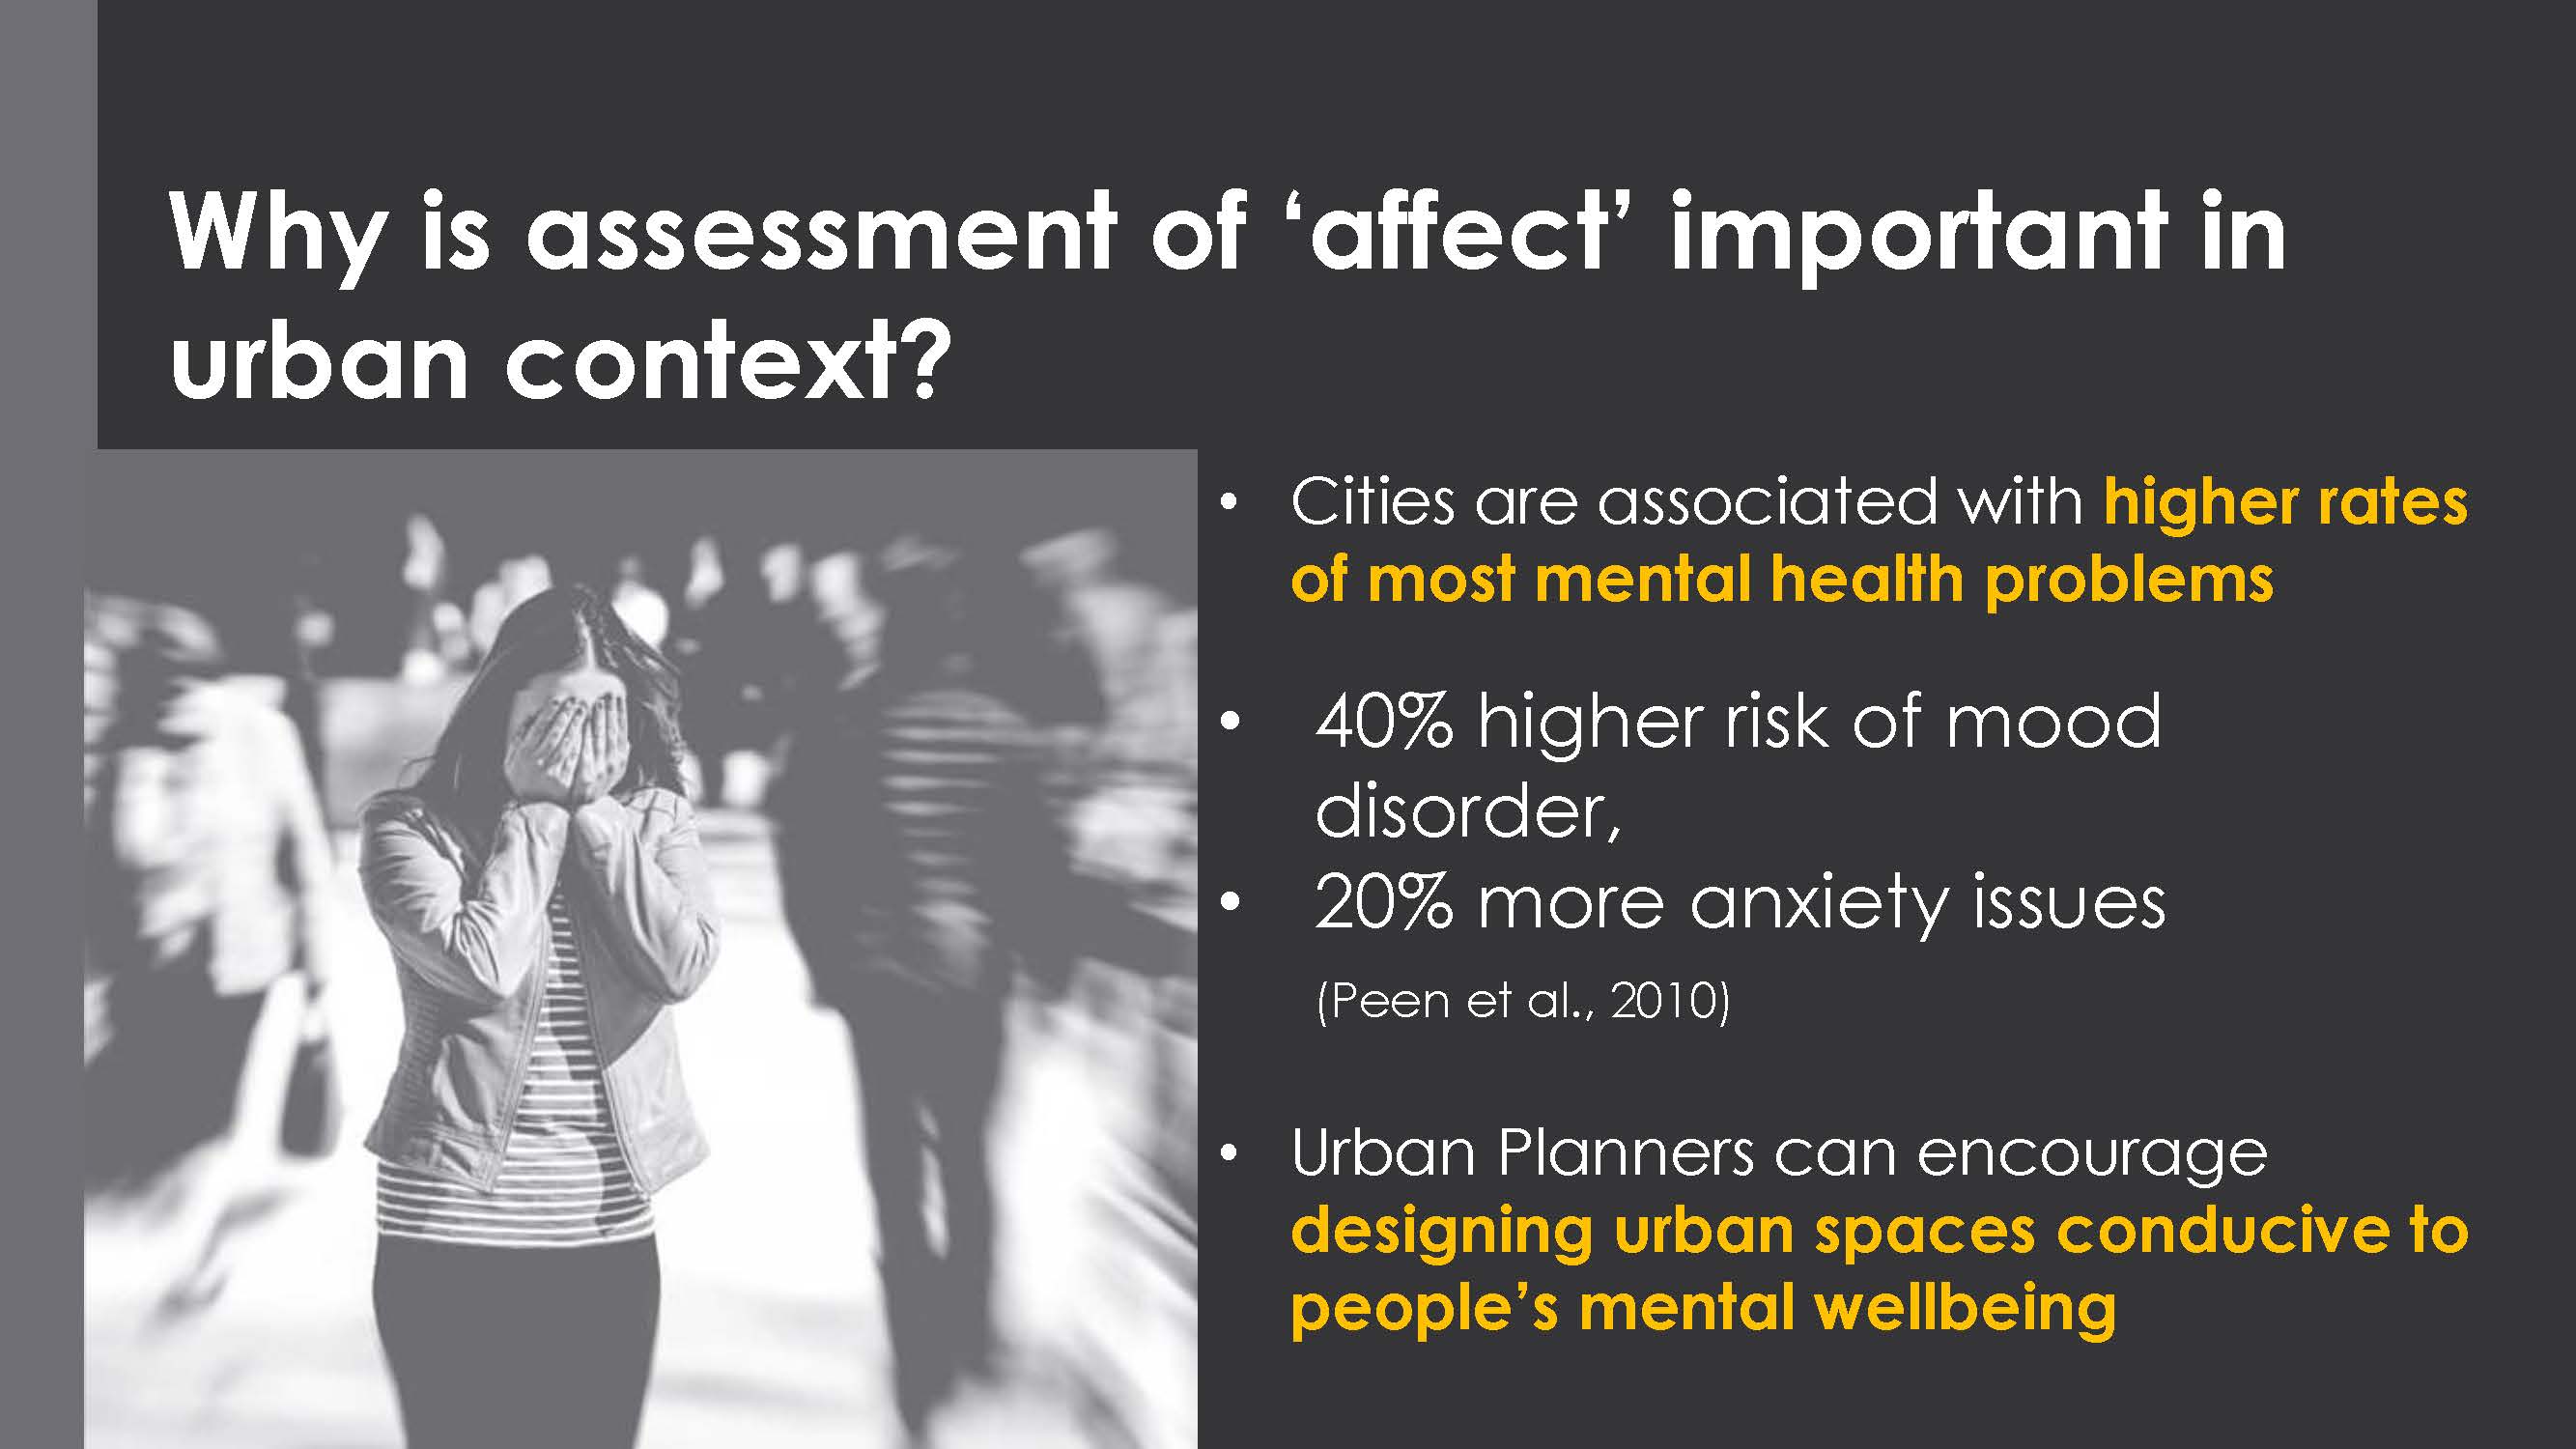 Why is assessment of ‘affect’ important in
urban context?
• Cities are associated with higher rates
of most mental health problems
• 40% higher risk of mood
disorder,
• 20% more anxiety issues
(Peen et al., 2010)
• Urban Planners can encourage
designing urban spaces conducive to
people’s mental wellbeing